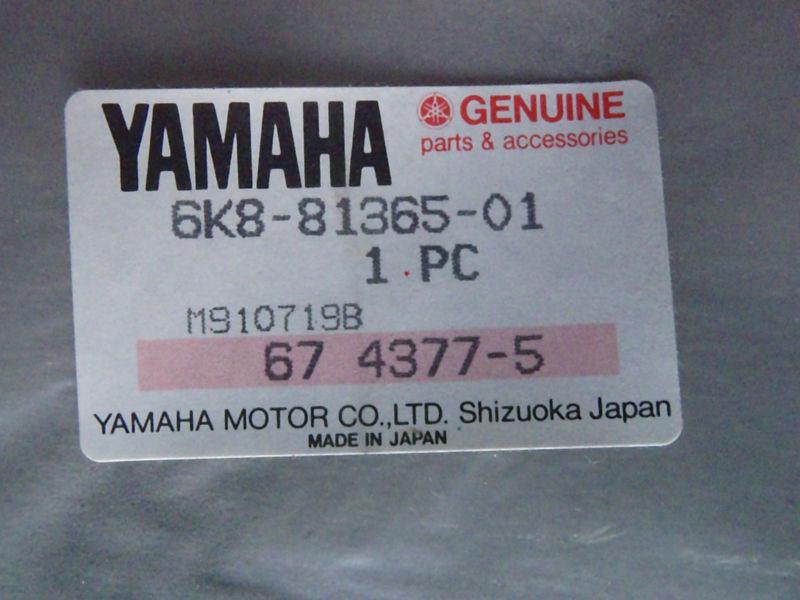 YAMAHA
GENUINE
parts & accessories
6K8-81365-01
1 PC
M910719B
67 4377-5
YAMAHA MOTOR CO.,LTD. Shizuoka Japan
MADE IN JAPAN